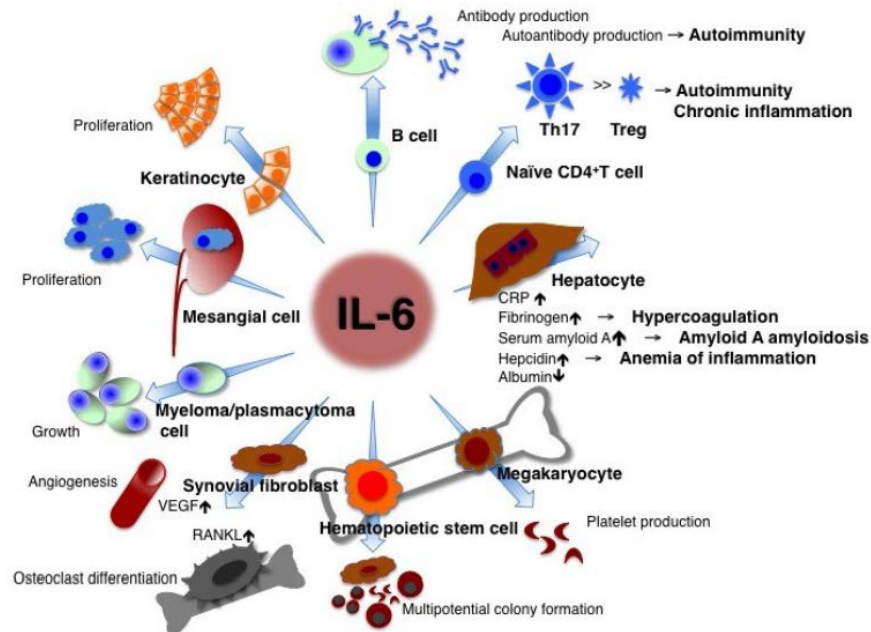 Antibody production
Autoantibody production → Autoimmunity
Th17 >> Treg → Autoimmunity
Chronic inflammation
B cell
Naïve CD4+T cell
Proliferation
Keratinocyte
Proliferation
Mesangial cell
IL-6
Hepatocyte
CRP ↑
Fibrinogen↑ → Hypercoagulation
Serum amyloid A↑ → Amyloid A amyloidosis
Hepcidin↑ → Anemia of inflammation
Albumin↓
Myeloma/plasmacytoma
cell
Growth
Angiogenesis
Synovial fibroblast
VEGF↑
RANKL↑
Osteoclast differentiation
Hematopoietic stem cell
Multipotential colony formation
Megakaryocyte
Platelet production